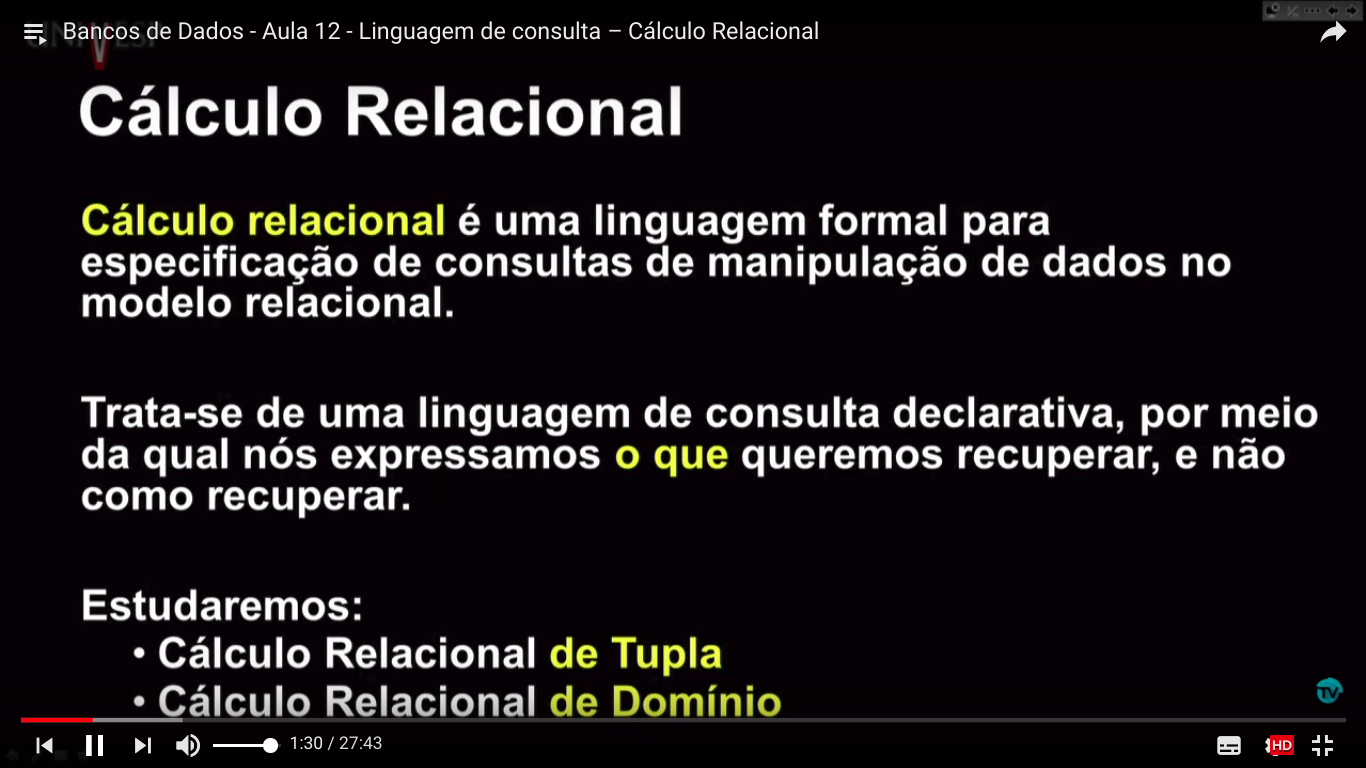 Bancos de Dados - Aula 12 - Linguagem de consulta – Cálculo Relacional
Cálculo Relacional
Cálculo relacional é uma linguagem formal para
especificação de consultas de manipulação de dados no
modelo relacional.
Trata-se de uma linguagem de consulta declarativa, por meio
da qual nós expressamos o que queremos recuperar, e não
como recuperar.
Estudaremos:
• Cálculo Relacional de Tupla
• Cálculo Relacional de Domínio
TV
1:30 / 27:43
HD